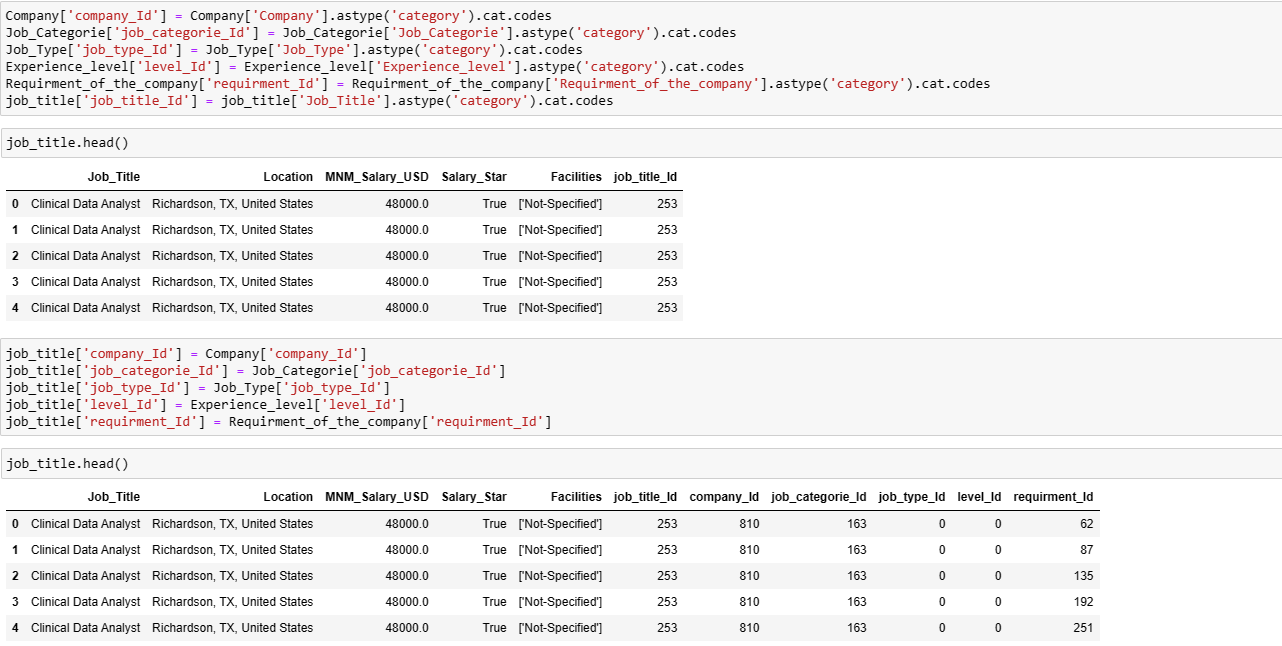 Company['company_Id'] = Company['Company'].astype('category').cat.codes
Job_Categorie['job_categorie_Id'] = Job_Categorie['Job_Categorie'].astype('category').cat.codes
Job_Type['job_type_Id'] = Job_Type['Job_Type'].astype('category').cat.codes
Experience_level['level_Id'] = Experience_level['Experience_level'].astype('category').cat.codes
Requirment_of_the_company['requirment_Id'] = Requirment_of_the_company['Requirment_of_the_company'].astype('category').cat.codes
job_title['job_title_Id'] = job_title['Job_Title'].astype('category').cat.codes
job_title.head()
Job_Title Location MNM_Salary_USD Salary_Star Facilities job_title_Id
0 Clinical Data Analyst Richardson, TX, United States 48000.0 True ['Not-Specified'] 253
1 Clinical Data Analyst Richardson, TX, United States 48000.0 True ['Not-Specified'] 253
2 Clinical Data Analyst Richardson, TX, United States 48000.0 True ['Not-Specified'] 253
3 Clinical Data Analyst Richardson, TX, United States 48000.0 True ['Not-Specified'] 253
4 Clinical Data Analyst Richardson, TX, United States 48000.0 True ['Not-Specified'] 253
job_title['company_Id'] = Company['company_Id']
job_title['job_categorie_Id'] = Job_Categorie['job_categorie_Id']
job_title['job_type_Id'] = Job_Type['job_type_Id']
job_title['level_Id'] = Experience_level['level_Id']
job_title['requirment_Id'] = Requirment_of_the_company['requirment_Id']
job_title.head()
Job_Title Location MNM_Salary_USD Salary_Star Facilities job_title_Id company_Id job_categorie_Id job_type_Id level_Id requirment_Id
0 Clinical Data Analyst Richardson, TX, United States 48000.0 True ['Not-Specified'] 253 810 163 0 0 62
1 Clinical Data Analyst Richardson, TX, United States 48000.0 True ['Not-Specified'] 253 810 163 0 0 87
2 Clinical Data Analyst Richardson, TX, United States 48000.0 True ['Not-Specified'] 253 810 163 0 0 135
3 Clinical Data Analyst Richardson, TX, United States 48000.0 True ['Not-Specified'] 253 810 163 0 0 192
4 Clinical Data Analyst Richardson, TX, United States 48000.0 True ['Not-Specified'] 253 810 163 0 0 251